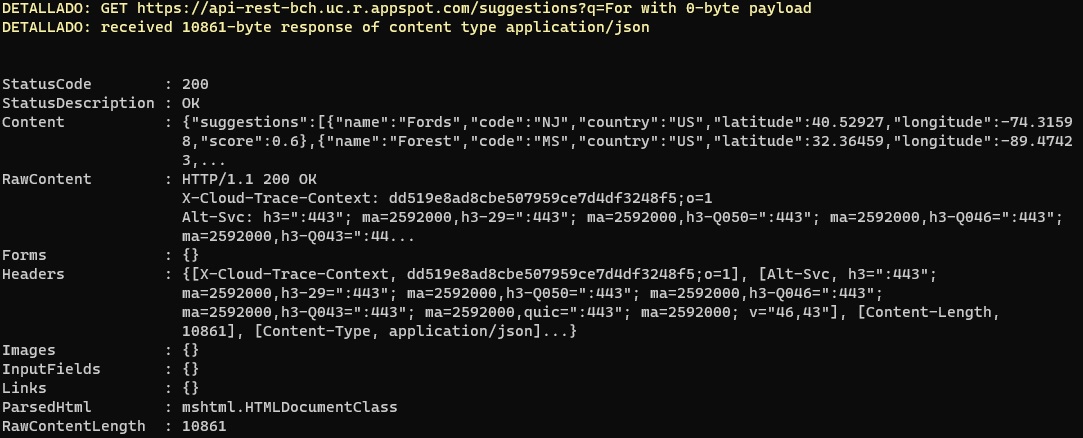 DETALLADO: GET https://api-rest-bch.uc.r.appspot.com/suggestions?q=For with 0-byte payload
DETALLADO: received 10861-byte response of content type application/json
StatusCode        : 200
StatusDescription : OK
Content           : {"suggestions":[{"name":"Fords","code":"NJ","country":"US","latitude":40.52927,"longitude":-74.3159
                    8,"score":0.6},{"name":"Forest","code":"MS","country":"US","latitude":32.36459,"longitude":-89.4742
                    3,...
RawContent        : HTTP/1.1 200 OK
                    X-Cloud-Trace-Context: dd519e8ad8cbe507959ce7d4df3248f5;o=1
                    Alt-Svc: h3=":443"; ma=2592000,h3-29=":443"; ma=2592000,h3-Q050=":443"; ma=2592000,h3-Q046=":443";
                    ma=2592000,h3-Q043=":44...
Forms             : {}
Headers           : {[X-Cloud-Trace-Context, dd519e8ad8cbe507959ce7d4df3248f5;o=1], [Alt-Svc, h3=":443";
                    ma=2592000,h3-29=":443"; ma=2592000,h3-Q050=":443"; ma=2592000,h3-Q046=":443";
                    ma=2592000,h3-Q043=":443"; ma=2592000,quic=":443"; ma=2592000; v="46,43"], [Content-Length,
                    10861], [Content-Type, application/json]...}
Images            : {}
InputFields       : {}
Links             : {}
ParsedHtml        : mshtml.HTMLDocumentClass
RawContentLength  : 10861